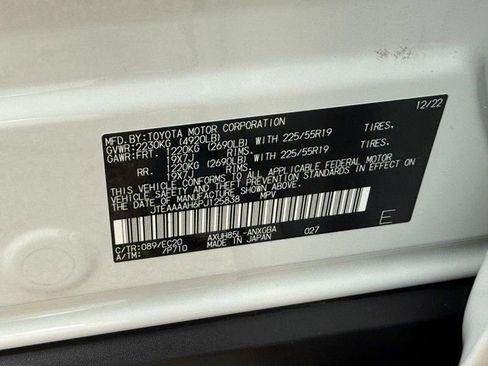 MFD.BY:TOYOTA MOTOR CORPORATION 12/22
GVWR:2230KG (4920LB)
GAWR:FRT. 1220KG (2690LB) WITH 225/55R19 TIRES.
19X7J RIMS.
RR. 1220KG (2690LB) WITH 225/55R19 TIRES.
19X7J RIMS.
THIS VEHICLE CONFORMS TO ALL APPLICABLE FEDERAL MOTOR
VEHICLE SAFETY AND THEFT PREVENTION STANDARDS IN EFFECT
ON THE DATE OF MANUFACTURE SHOWN ABOVE.
JTEAAAAH6PJ125838 MPV
E
C/TR:089/EC20 AXUH85L-ANXGBA 027
A/TM: /P710 MADE IN JAPAN